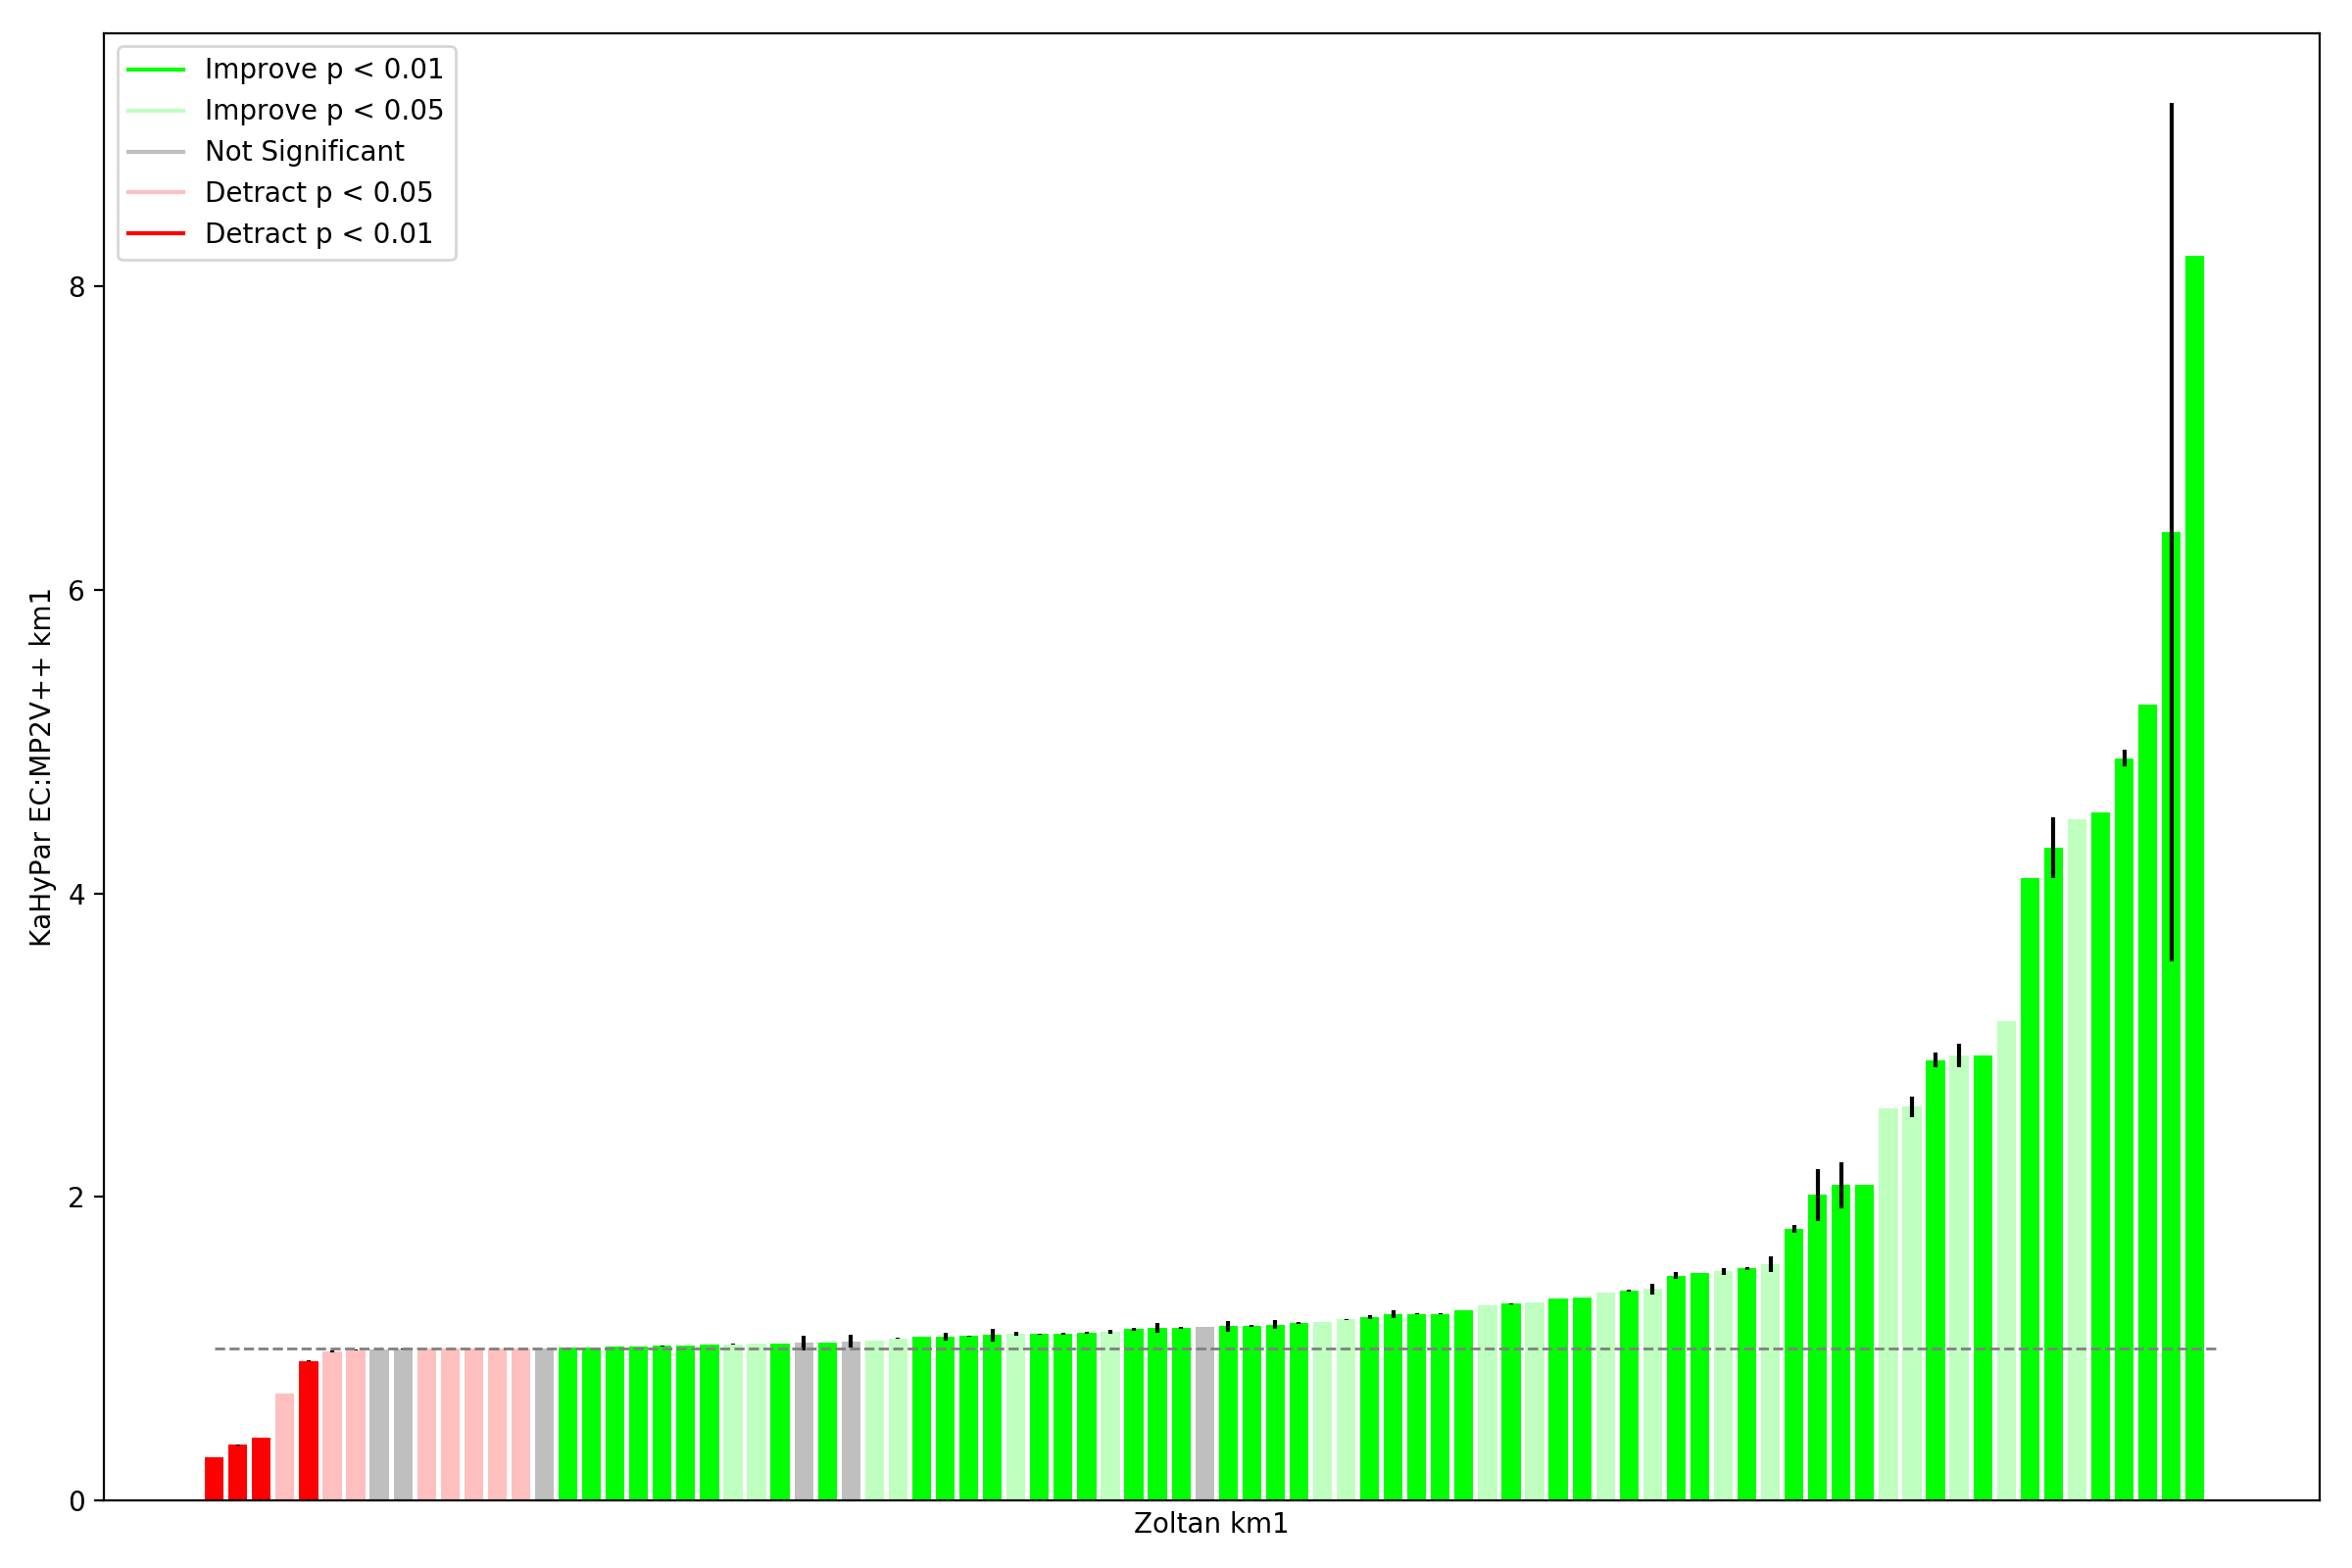 Improve p < 0.01
Improve p < 0.05
Not Significant
Detract p < 0.05
Detract p < 0.01
8
6
4
2
0
KaHyPar EC:MP2V++ km1
Zoltan km1